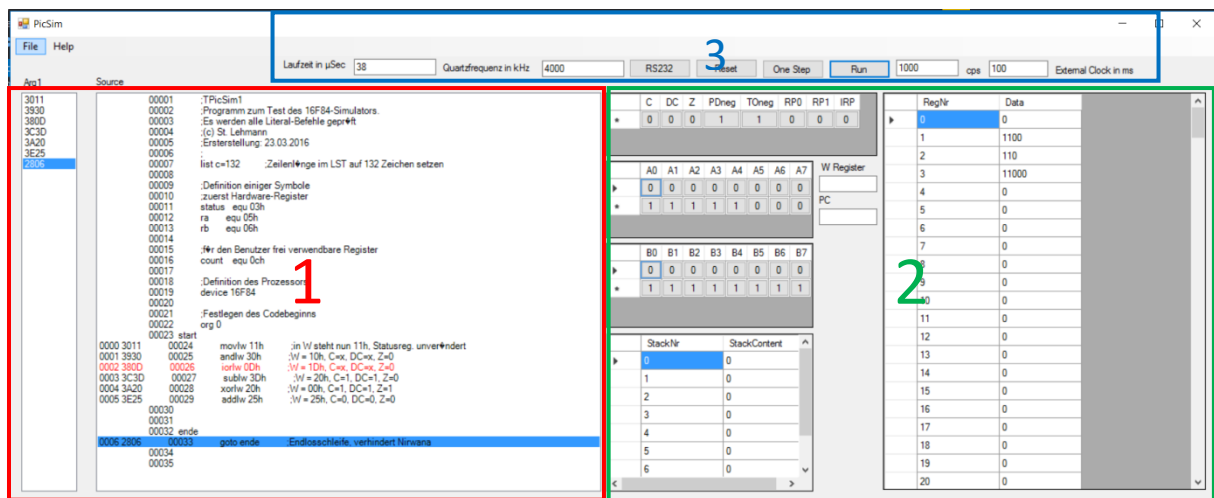 PicSim
File Help
Laufzeit in µSec 38 Quartzfrequenz in kHz 4000 RS232 Reset One Step Run 1000 cps 100 External Clock in ms
3
Arg1 Source
3011
3930
380D
3C3D
3A20
3E25
2806
00001 ;TPicSim1
00002 ;Programm zum Test des 16F84-Simulators.
00003 ;Es werden alle Literal-Befehle gepr�ft
00004 ;(c) St. Lehmann
00005 ;Ersterstellung: 23.03.2016
00006 ;
00007 list c=132 ;Zeilenl�nge im LST auf 132 Zeichen setzen
00008
00009 ;Definition einiger Symbole
00010 ;zuerst Hardware-Register
00011 status equ 03h
00012 ra equ 05h
00013 rb equ 06h
00014
00015 ;f�r den Benutzer frei verwendbare Register
00016 count equ 0ch
00017
00018 ;Definition des Prozessors
00019 device 16F84
00020
00021 ;Festlegen des Codebeginns
00022 org 0
00023 start
0000 3011 00024 movlw 11h ;in W steht nun 11h, Statusreg. unver�ndert
0001 3930 00025 andlw 30h ;W = 10h, C=x, DC=x, Z=0
0002 380D 00026 iorlw 0Dh ;W = 1Dh, C=x, DC=x, Z=0
0003 3C3D 00027 sublw 3Dh ;W = 20h, C=1, DC=1, Z=0
0004 3A20 00028 xorlw 20h ;W = 00h, C=1, DC=1, Z=1
0005 3E25 00029 addlw 25h ;W = 25h, C=0, DC=0, Z=0
00030
00031
00032 ende
0006 2806 00033 goto ende ;Endlosschleife, verhindert Nirwana
00034
00035
1
C DC Z PDneg TOneg RP0 RP1 IRP
0 0 0 1 1 0 0 0
A0 A1 A2 A3 A4 A5 A6 A7
0 0 0 0 0 0 0 0
1 1 1 1 1 0 0 0
W Register
PC
B0 B1 B2 B3 B4 B5 B6 B7
0 0 0 0 0 0 0 0
1 1 1 1 1 1 1 1
StackNr StackContent
0 0
1 0
2 0
3 0
4 0
5 0
6 0
RegNr Data
0 0
1 1100
2 110
3 11000
4 0
5 0
6 0
7 0
8 0
9 0
10 0
11 0
12 0
13 0
14 0
15 0
16 0
17 0
18 0
19 0
20 0
2